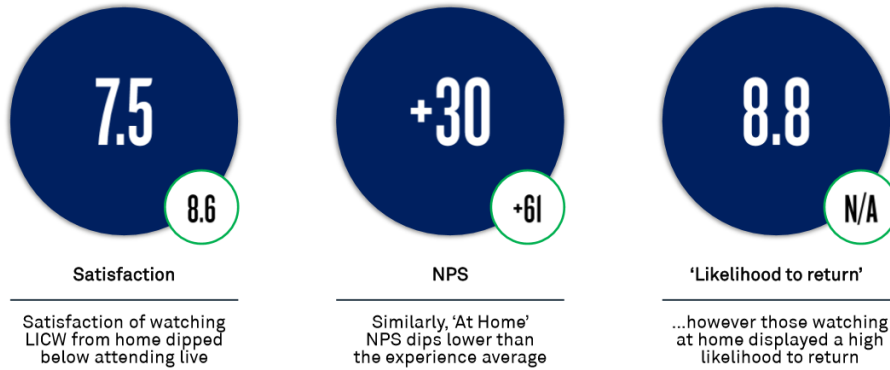 7.5
8.6
Satisfaction
Satisfaction of watching
LICW from home dipped
below attending live
+30
+61
NPS
Similarly, ‘At Home’
NPS dips lower than
the experience average
8.8
N/A
‘Likelihood to return’
...however those watching
at home displayed a high
likelihood to return